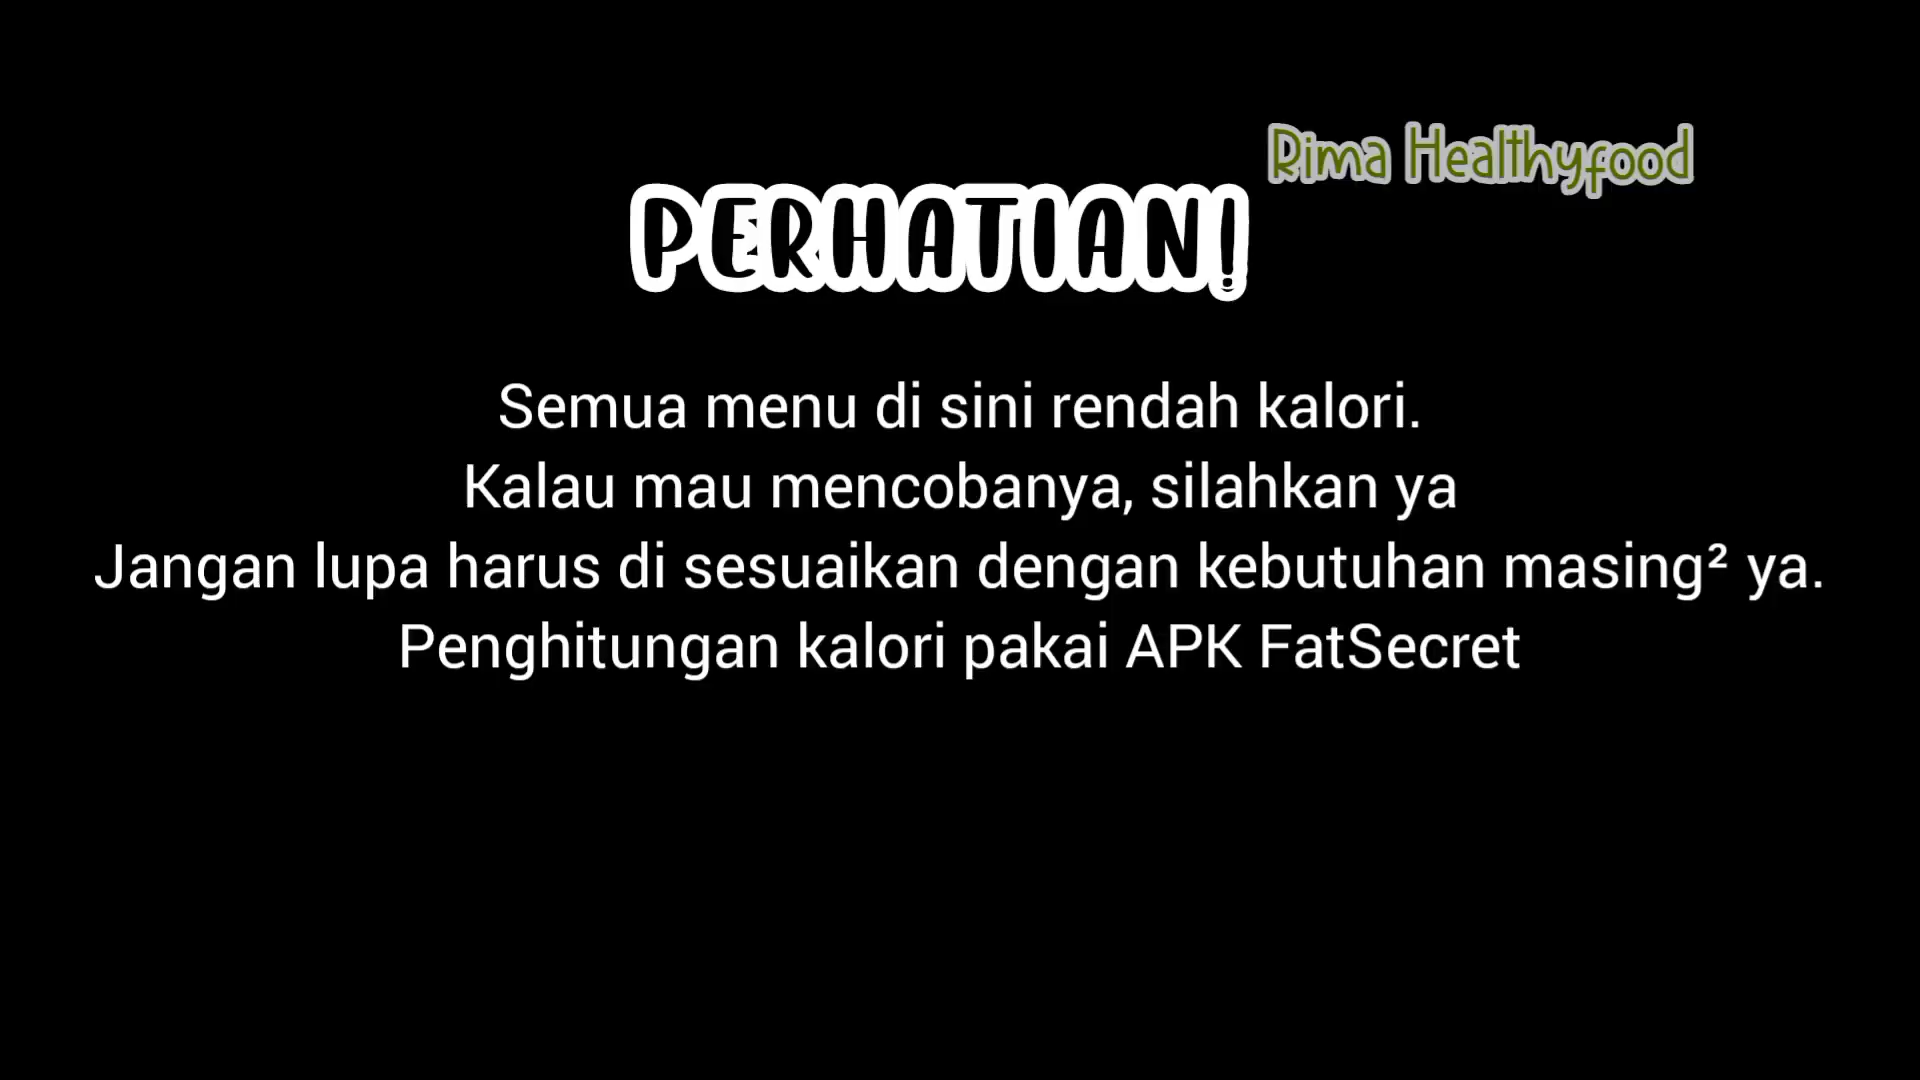 Rima Healthyfood
PERHATIAN!
Semua menu di sini rendah kalori.
Kalau mau mencobanya, silahkan ya
Jangan lupa harus di sesuaikan dengan kebutuhan masing² ya.
Penghitungan kalori pakai APK FatSecret